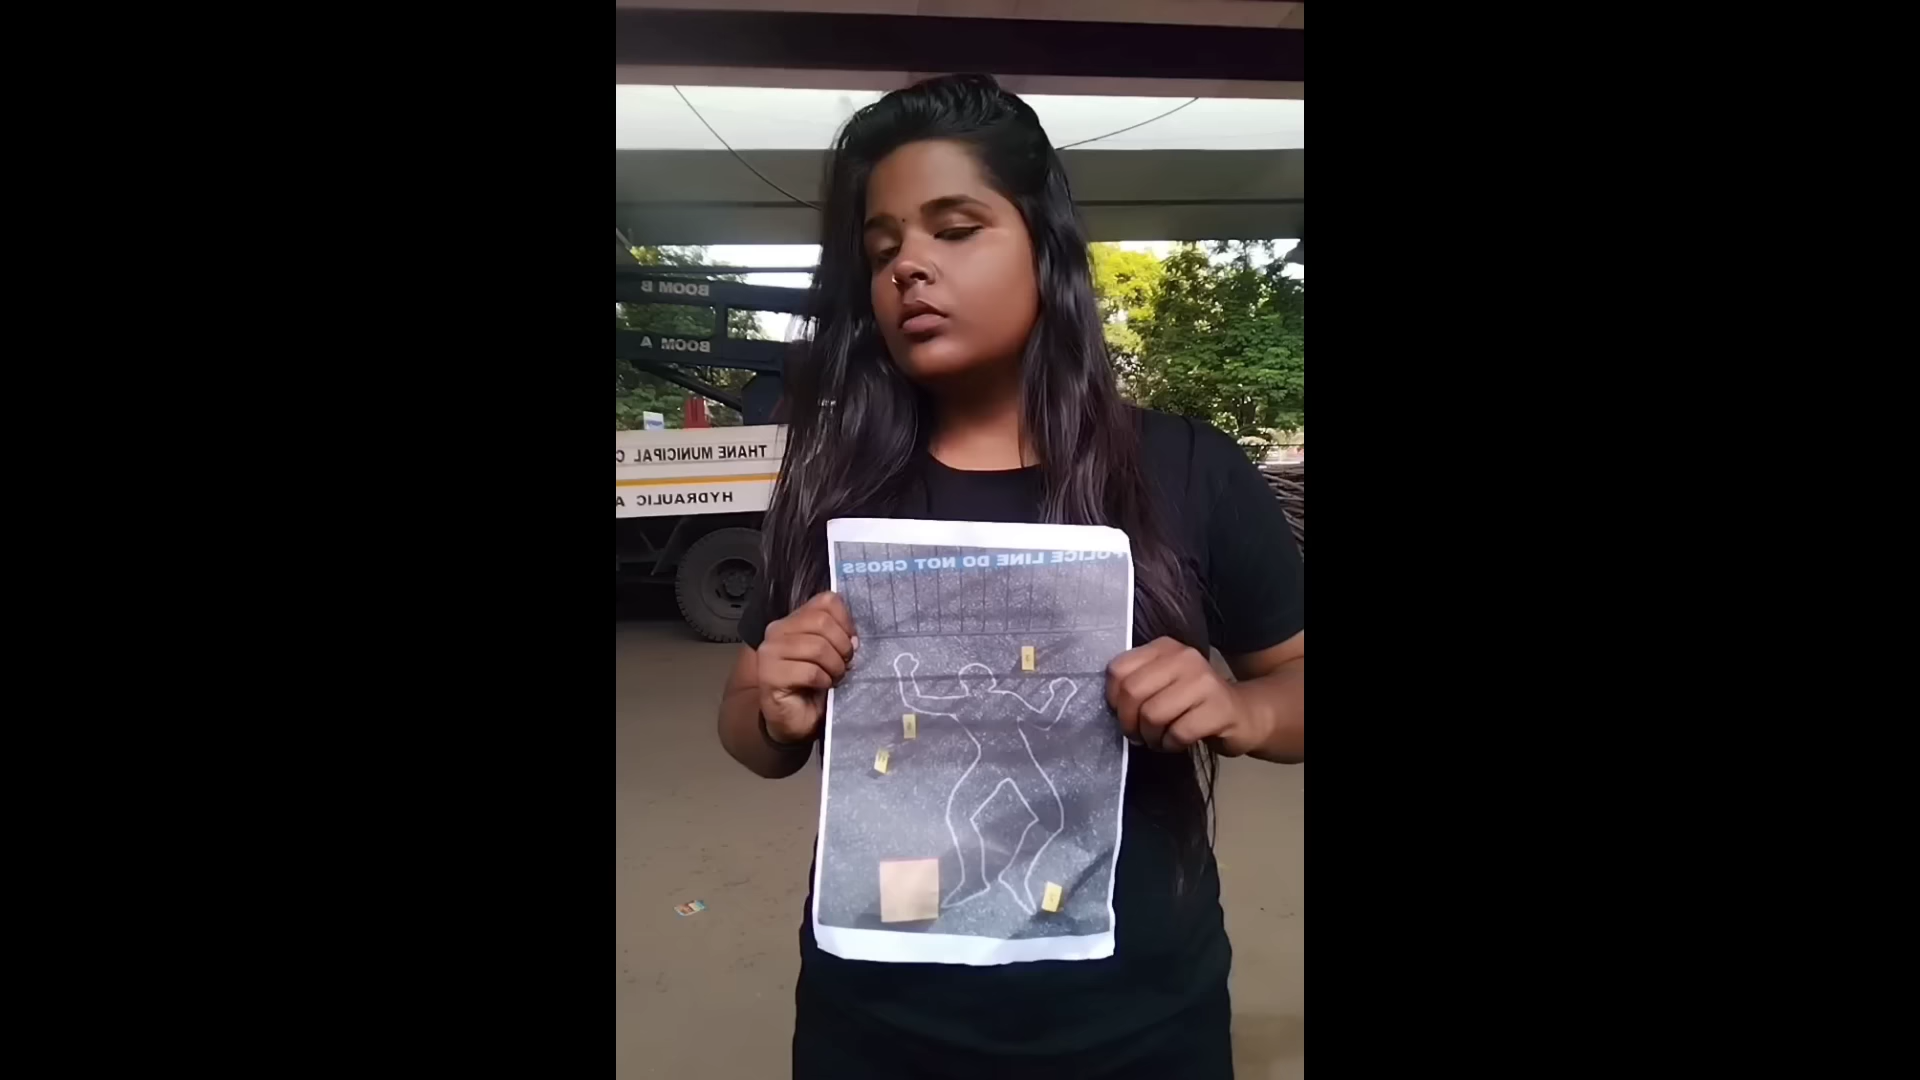 BOOM B
BOOM A
THANE MUNICIPAL C
HYDRAULIC A
POLICE LINE DO NOT CROSS